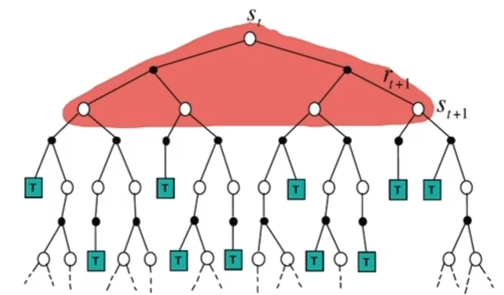 s_t
r_{t+1}
s_{t+1}
T T T T T
T T T T T